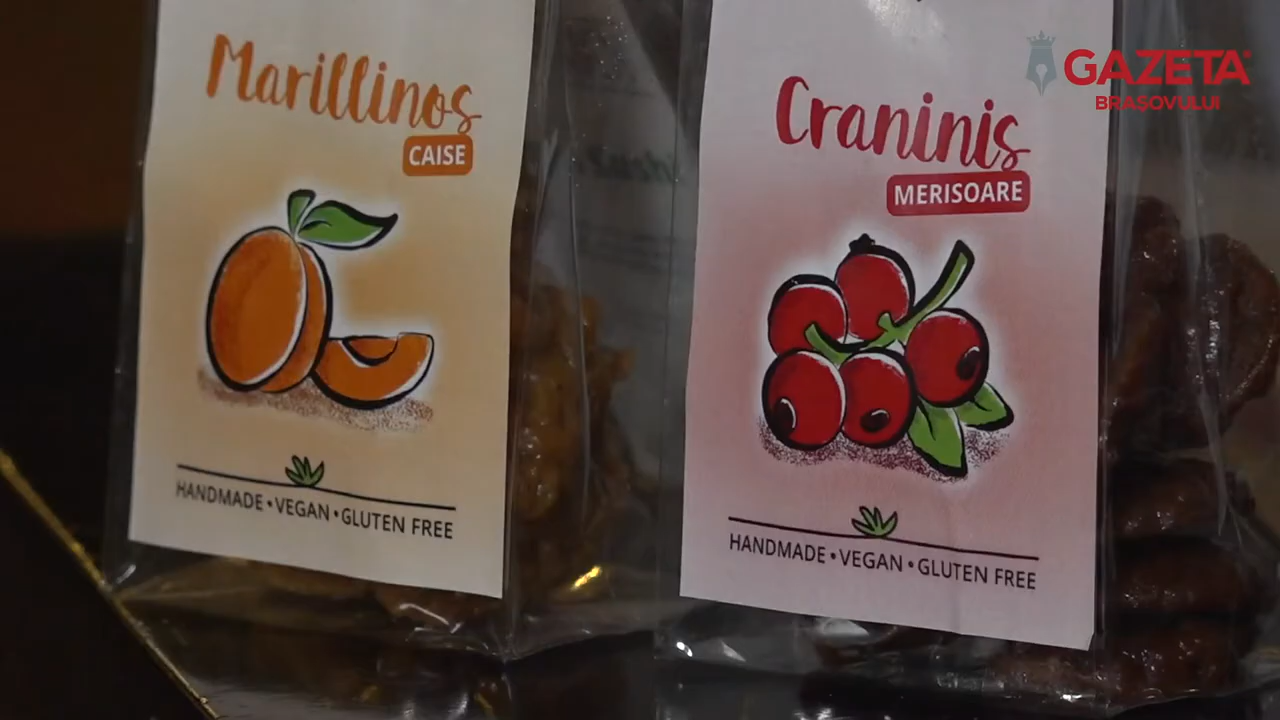 Marillinos
CAISE
HANDMADE • VEGAN • GLUTEN FREE
Craninis
MERISOARE
HANDMADE • VEGAN • GLUTEN FREE
GAZETA
BRAȘOVULUI